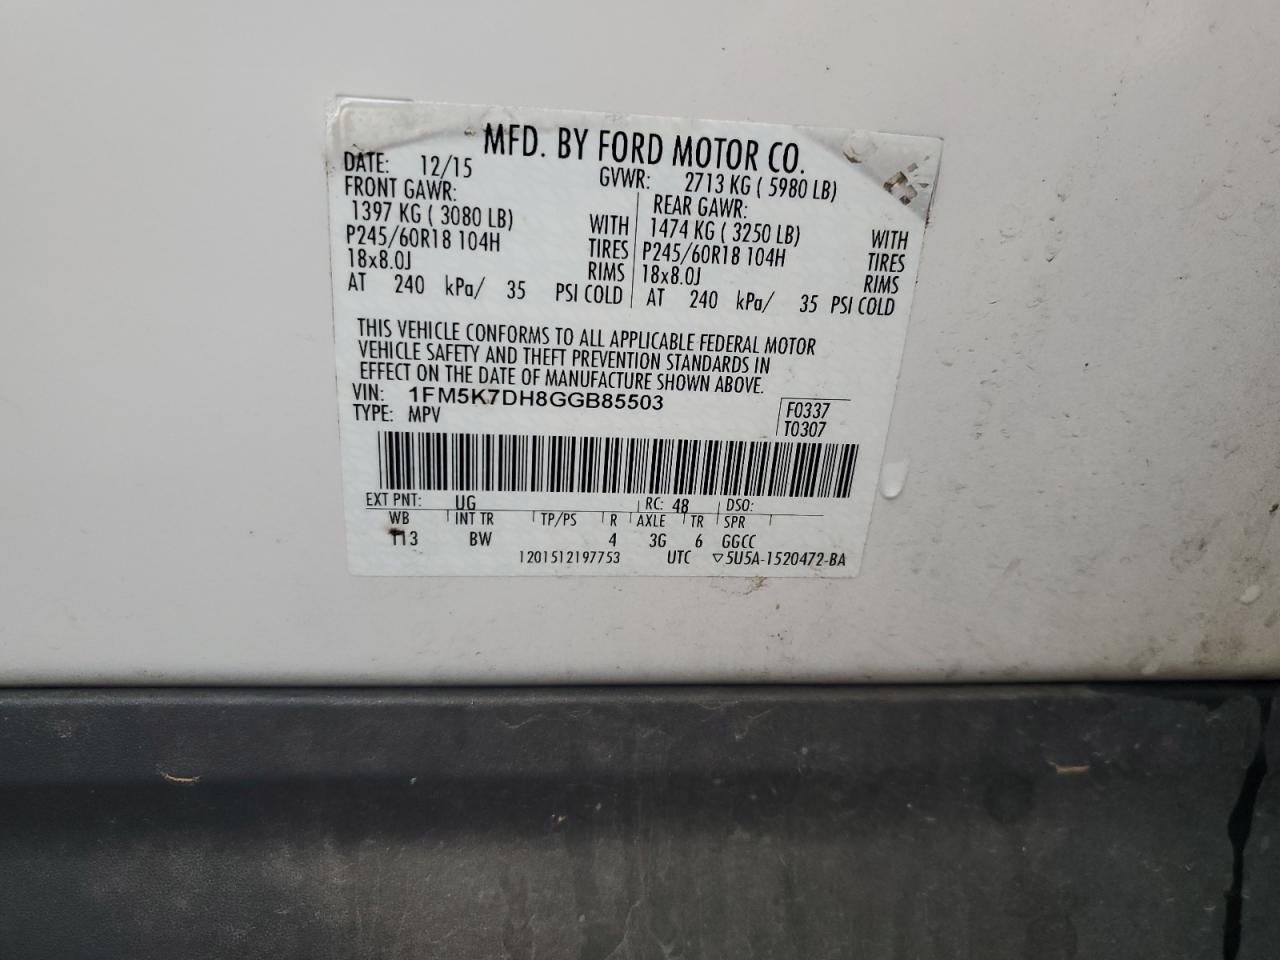 MFD. BY FORD MOTOR CO.
DATE: 12/15 GVWR: 2713 KG ( 5980 LB)
FRONT GAWR: REAR GAWR:
1397 KG ( 3080 LB) WITH 1474 KG ( 3250 LB) WITH
P245/60R18 104H TIRES P245/60R18 104H TIRES
18x8.0J RIMS 18x8.0J RIMS
AT 240 kPa/ 35 PSI COLD AT 240 kPa/ 35 PSI COLD
THIS VEHICLE CONFORMS TO ALL APPLICABLE FEDERAL MOTOR
VEHICLE SAFETY AND THEFT PREVENTION STANDARDS IN
EFFECT ON THE DATE OF MANUFACTURE SHOWN ABOVE.
VIN: 1FM5K7DH8GGB85503
TYPE: MPV F0337
T0307
EXT PNT: UG RC: 48 DSO:
WB INT TR TP/PS R AXLE TR SPR
113 BW 4 3G 6 GGCC
1201512197753 UTC ▽5U5A-1520472-BA